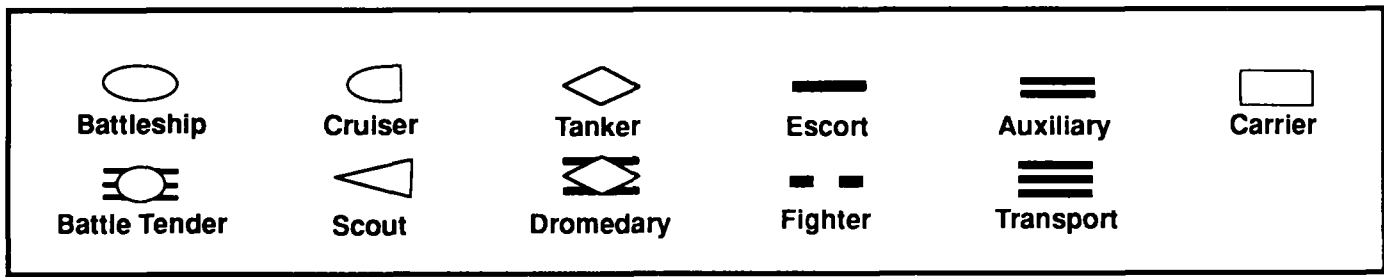 Battleship Cruiser Tanker Escort Auxiliary Carrier
Battle Tender Scout Dromedary Fighter Transport